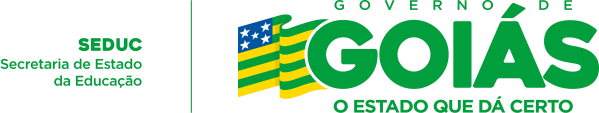 SEDUC
Secretaria de Estado
da Educação
GOVERNO DE
GOIÁS
O ESTADO QUE DÁ CERTO